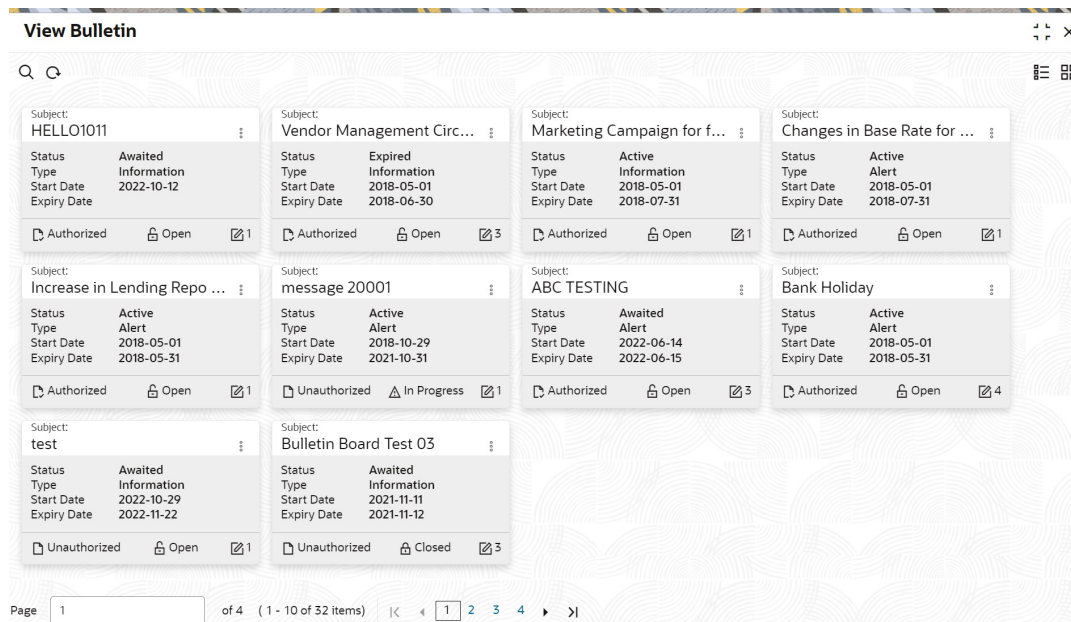 View Bulletin
Subject:
HELLO1011
Status Awaited
Type Information
Start Date 2022-10-12
Expiry Date
Authorized Open 1
Subject:
Vendor Management Circ...
Status Expired
Type Information
Start Date 2018-05-01
Expiry Date 2018-06-30
Authorized Open 3
Subject:
Marketing Campaign for f...
Status Active
Type Information
Start Date 2018-05-01
Expiry Date 2018-07-31
Authorized Open 1
Subject:
Changes in Base Rate for ...
Status Active
Type Alert
Start Date 2018-05-01
Expiry Date 2018-07-31
Authorized Open 1
Subject:
Increase in Lending Repo ...
Status Active
Type Alert
Start Date 2018-05-01
Expiry Date 2018-05-31
Authorized Open 1
Subject:
message 20001
Status Active
Type Alert
Start Date 2018-10-29
Expiry Date 2021-10-31
Unauthorized In Progress 1
Subject:
ABC TESTING
Status Awaited
Type Alert
Start Date 2022-06-14
Expiry Date 2022-06-15
Authorized Open 3
Subject:
Bank Holiday
Status Active
Type Alert
Start Date 2018-05-01
Expiry Date 2018-05-31
Authorized Open 4
Subject:
test
Status Awaited
Type Information
Start Date 2022-10-29
Expiry Date 2022-11-22
Unauthorized Open 1
Subject:
Bulletin Board Test 03
Status Awaited
Type Information
Start Date 2021-11-11
Expiry Date 2021-11-12
Unauthorized Closed 3
Page 1 of 4 (1 - 10 of 32 items) 1 2 3 4